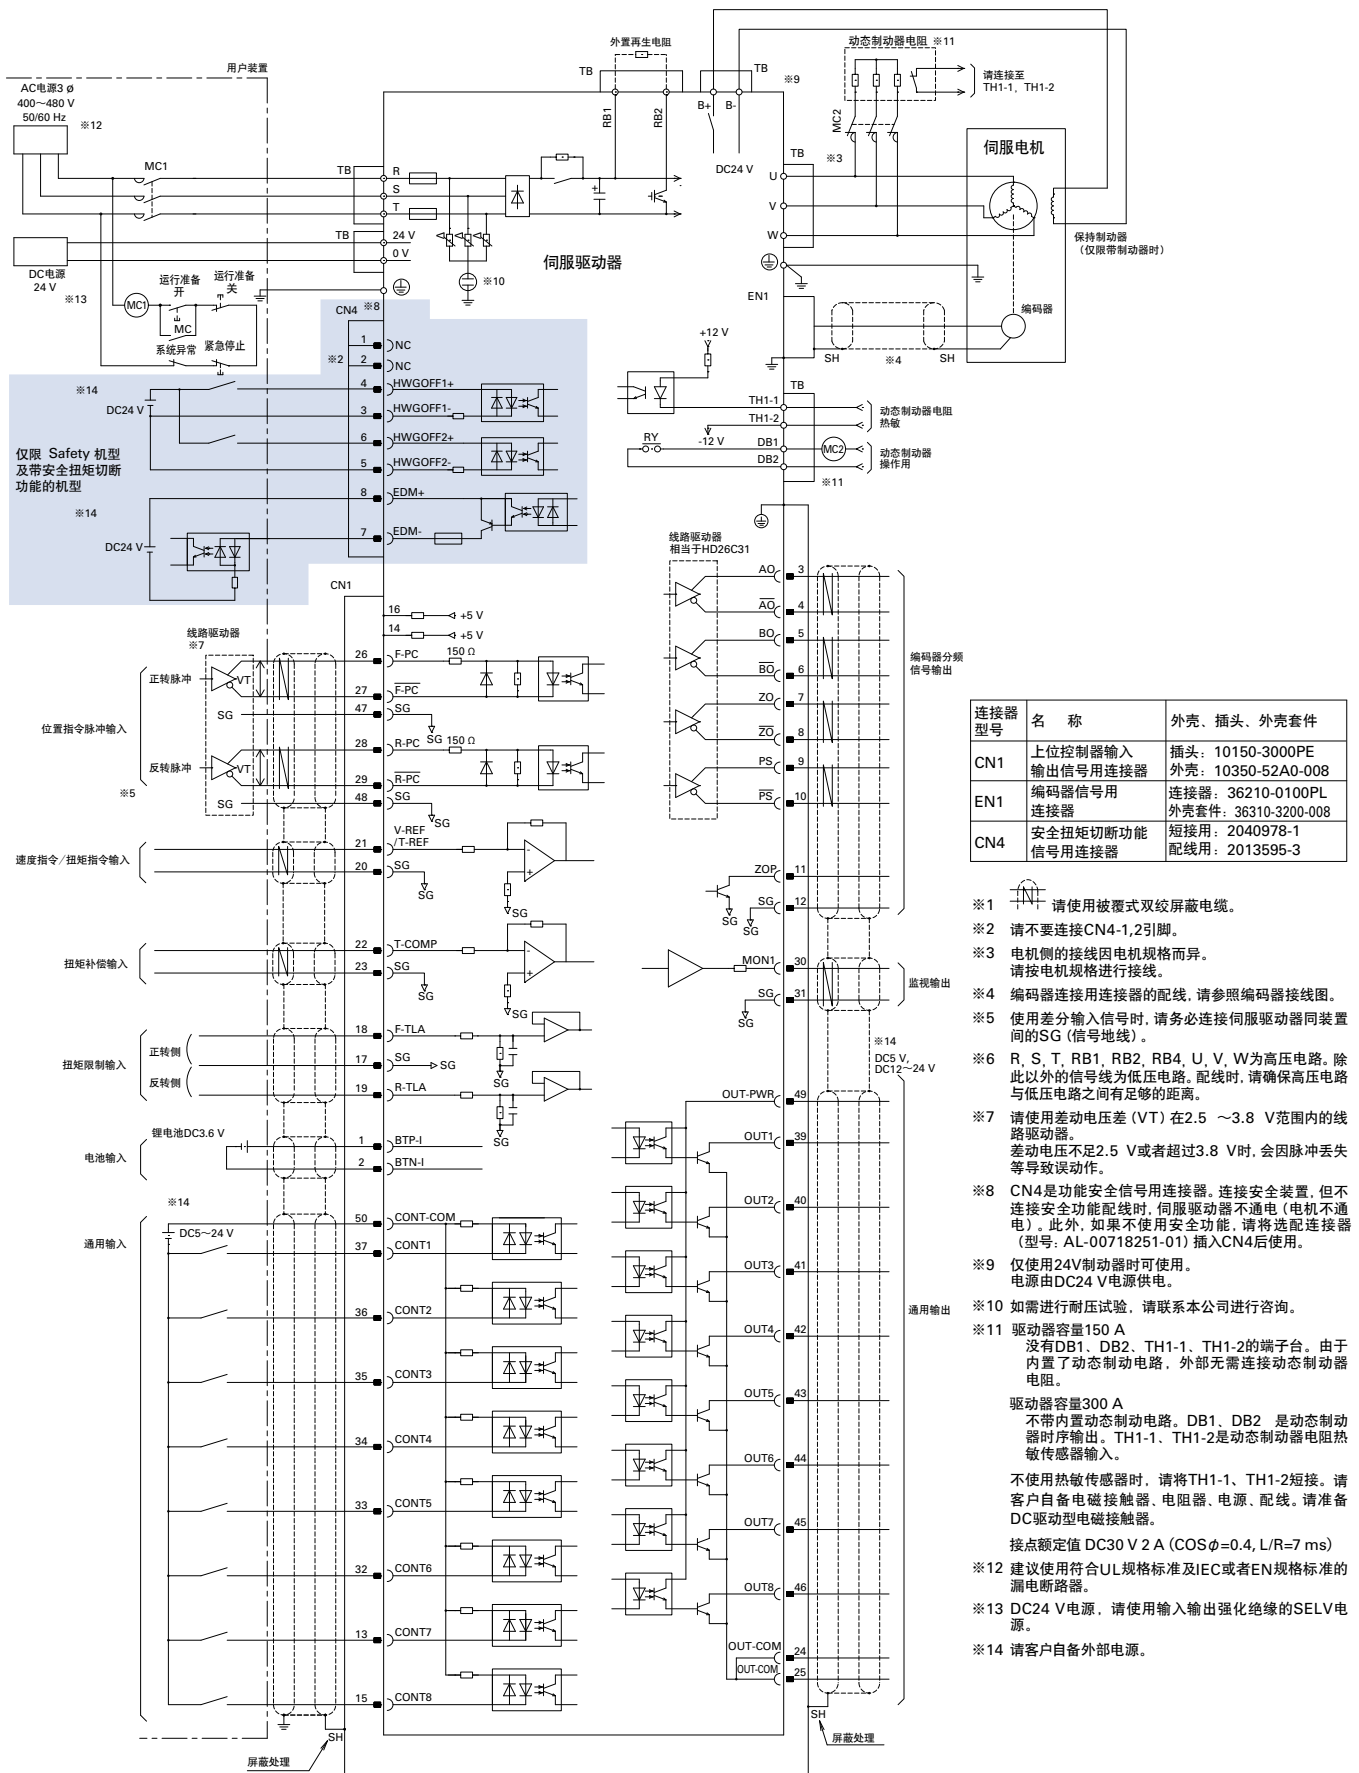 外置再生电阻
用户装置
AC电源3 ø
400～480 V
50/60 Hz
※12
MC1
TB
R
S
T
TB
24 V
0 V
DC电源
24 V
※13
运行准备
开
运行准备
关
MC1
MC
系统异常
紧急停止
TB
RB1
RB2
TB
※9
B+
B-
DC24 V
伺服驱动器
※10
动态制动器电阻 ※11
请连接至
TH1-1，TH1-2
MC2
TB
※3
U
V
W
伺服电机
保持制动器
（仅限带制动器时）
EN1
编码器
SH
※4
SH
+12 V
TB
TH1-1
TH1-2
-12 V
动态制动器电阻
热敏
RY
DB1
DB2
MC2
动态制动器
操作用
※11
CN4 ※8
※2
1 NC
2 NC
4 HWGOFF1+
3 HWGOFF1-
6 HWGOFF2+
5 HWGOFF2-
8 EDM+
7 EDM-
※14
DC24 V
仅限 Safety 机型
及带安全扭矩切断
功能的机型
※14
DC24 V
CN1
16 +5 V
14 +5 V
线路驱动器
※7
正转脉冲
VT
26 F-PC 150 Ω
27 F-PC
SG 47 SG
SG
位置指令脉冲输入
反转脉冲
VT
28 R-PC 150 Ω
29 R-PC
※5
SG 48 SG
SG
速度指令/扭矩指令输入
21 V-REF
/T-REF
20 SG
SG
SG
扭矩补偿输入
22 T-COMP
23 SG
SG
SG
扭矩限制输入
正转侧
反转侧
18 F-TLA
17 SG
SG
SG
19 R-TLA
SG
锂电池DC3.6 V
电池输入
1 BTP-I
2 BTN-I
※14
通用输入
DC5～24 V
50 CONT-COM
37 CONT1
36 CONT2
35 CONT3
34 CONT4
33 CONT5
32 CONT6
13 CONT7
15 CONT8
SH
屏蔽处理
线路驱动器
相当于HD26C31
AO 3
AO 4
BO 5
BO 6
ZO 7
ZO 8
PS 9
PS 10
编码器分频
信号输出
ZOP 11
SG 12
SG
SG
MON1 30
SG 31
SG
监视输出
※14
DC5 V,
DC12～24 V
OUT-PWR 49
OUT1 39
OUT2 40
OUT3 41
OUT4 42
OUT5 43
OUT6 44
OUT7 45
OUT8 46
OUT-COM 24
OUT-COM 25
通用输出
SH
屏蔽处理
连接器
型号
名 称
外壳、插头、外壳套件
CN1
上位控制器输入
输出信号用连接器
插头：10150-3000PE
外壳：10350-52A0-008
EN1
编码器信号用
连接器
连接器：36210-0100PL
外壳套件：36310-3200-008
CN4
安全扭矩切断功能
信号用连接器
短接用：2040978-1
配线用：2013595-3
※1 请使用被覆式双绞屏蔽电缆。
※2 请不要连接CN4-1,2引脚。
※3 电机侧的接线因电机规格而异。
请按电机规格进行接线。
※4 编码器连接用连接器的配线，请参照编码器接线图。
※5 使用差分输入信号时，请务必连接伺服驱动器同装置
间的SG（信号地线）。
※6 R, S, T, RB1, RB2, RB4, U, V, W为高压电路。除
此以外的信号线为低压电路。配线时，请确保高压电路
与低压电路之间有足够的距离。
※7 请使用差动电压差（VT）在2.5 ～3.8 V范围内的线
路驱动器。
差动电压不足2.5 V或者超过3.8 V时，会因脉冲丢失
等导致误动作。
※8 CN4是功能安全信号用连接器。连接安全装置，但不
连接安全功能配线时，伺服驱动器不通电（电机不通
电）。此外，如果不使用安全功能，请将选配连接器
（型号：AL-00718251-01）插入CN4后使用。
※9 仅使用24V制动器时可使用。
电源由DC24 V电源供电。
※10 如需进行耐压试验，请联系本公司进行咨询。
※11 驱动器容量150 A
没有DB1、DB2、TH1-1、TH1-2的端子台。由于
内置了动态制动电路，外部无需连接动态制动器
电阻。
驱动器容量300 A
不带内置动态制动电路。DB1、DB2 是动态制动
器时序输出。TH1-1、TH1-2是动态制动器电阻热
敏传感器输入。
不使用热敏传感器时，请将TH1-1、TH1-2短接。请
客户自备电磁接触器、电阻器、电源、配线。请准备
DC驱动型电磁接触器。
接点额定值 DC30 V 2 A（COSφ=0.4, L/R=7 ms）
※12 建议使用符合UL规格标准及IEC或者EN规格标准的
漏电断路器。
※13 DC24 V电源，请使用输入输出强化绝缘的SELV电
源。
※14 请客户自备外部电源。